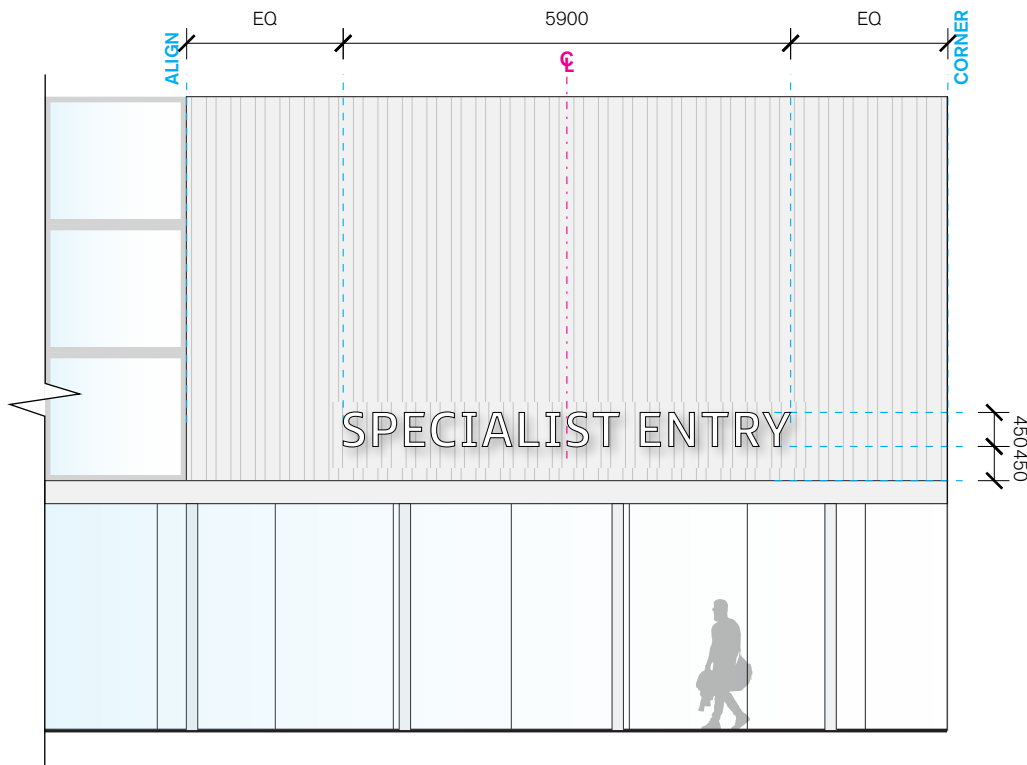 EQ 5900 EQ
ALIGN
℄
CORNER
SPECIALIST ENTRY
450
450